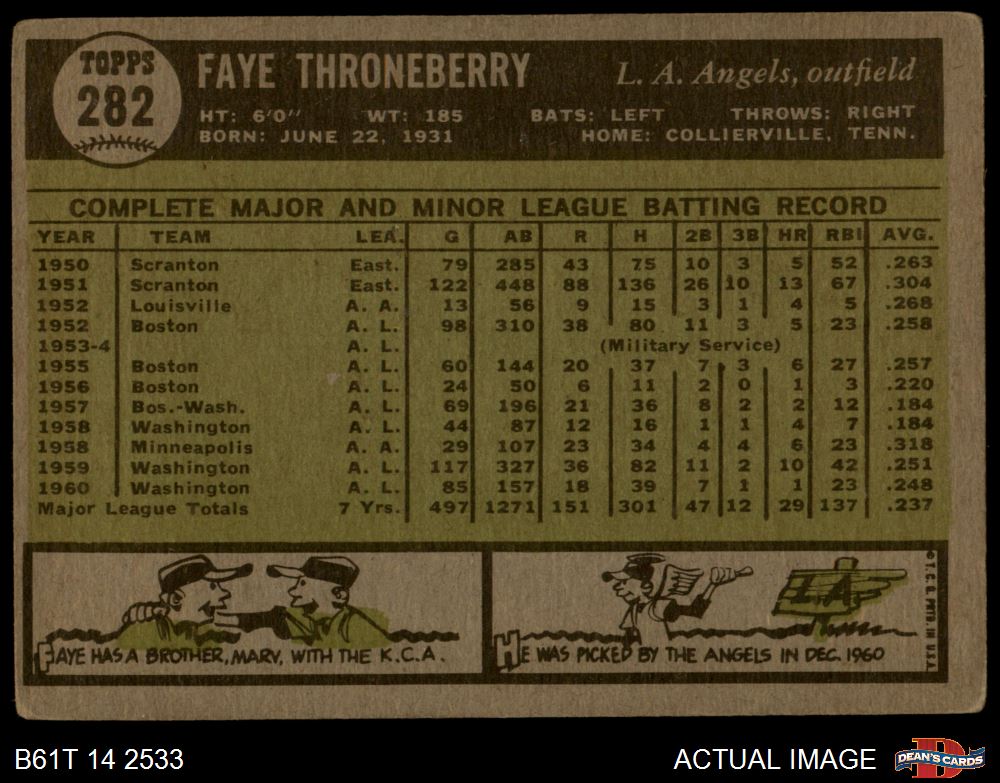 TOPPS
282
FAYE THRONEBERRY
L. A. Angels, outfield
HT: 6'0" WT: 185 BATS: LEFT THROWS: RIGHT
BORN: JUNE 22, 1931 HOME: COLLIERVILLE, TENN.
COMPLETE MAJOR AND MINOR LEAGUE BATTING RECORD
YEAR TEAM LEA. G AB R H 2B 3B HR RBI AVG.
1950 Scranton East. 79 285 43 75 10 3 5 52 .263
1951 Scranton East. 122 448 88 136 26 10 13 67 .304
1952 Louisville A. A. 13 56 9 15 3 1 4 5 .268
1952 Boston A. L. 98 310 38 80 11 3 5 23 .258
1953-4 A. L. (Military Service)
1955 Boston A. L. 60 144 20 37 7 3 6 27 .257
1956 Boston A. L. 24 50 6 11 2 0 1 3 .220
1957 Bos.-Wash. A. L. 69 196 21 36 8 2 2 12 .184
1958 Washington A. L. 44 87 12 16 1 1 4 7 .184
1958 Minneapolis A. A. 29 107 23 34 4 4 6 23 .318
1959 Washington A. L. 117 327 36 82 11 2 10 42 .251
1960 Washington A. L. 85 157 18 39 7 1 1 23 .248
Major League Totals 7 Yrs. 497 1271 151 301 47 12 29 137 .237
FAYE HAS A BROTHER, MARV, WITH THE K.C.A.
LA
HE WAS PICKED BY THE ANGELS IN DEC. 1960
© T. C. G. PRTD. IN U.S.A.
B61T 14 2533
ACTUAL IMAGE
D
DEAN'S CARDS